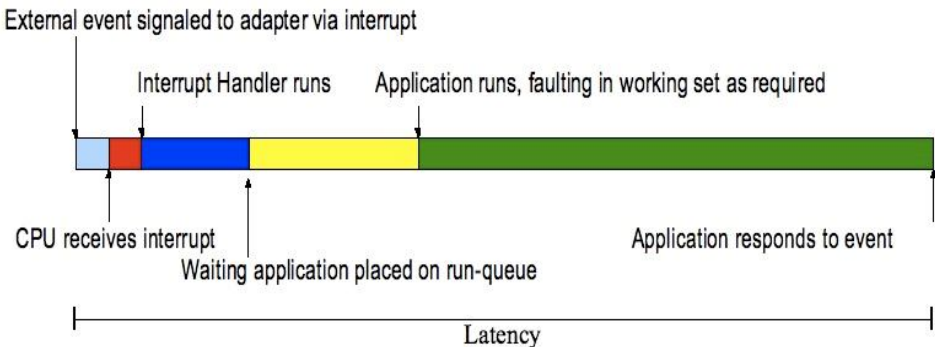 External event signaled to adapter via interrupt
Interrupt Handler runs
Application runs, faulting in working set as required
CPU receives interrupt
Application responds to event
Waiting application placed on run-queue
Latency